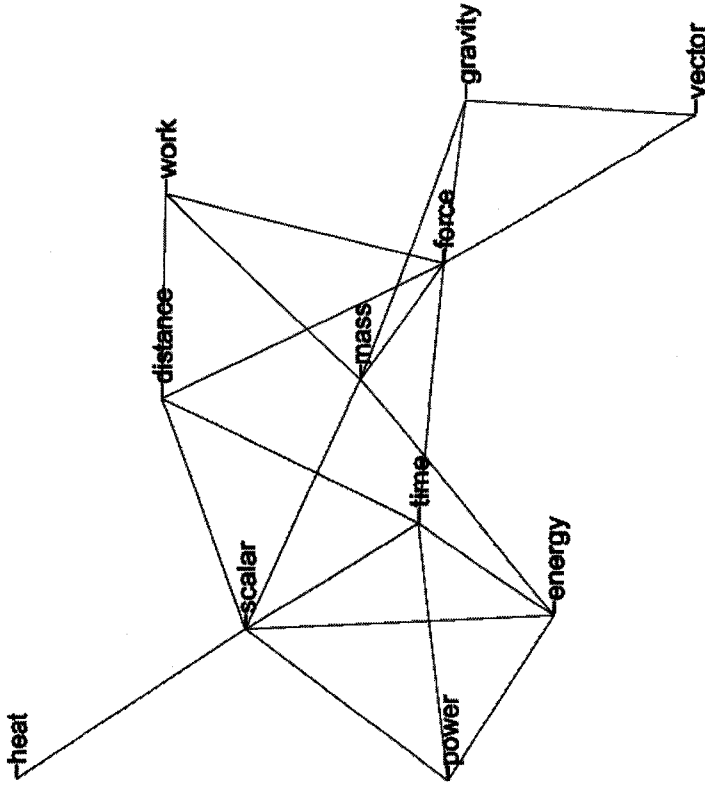 heat
scalar
power
distance
work
time
mass
energy
force
gravity
vector